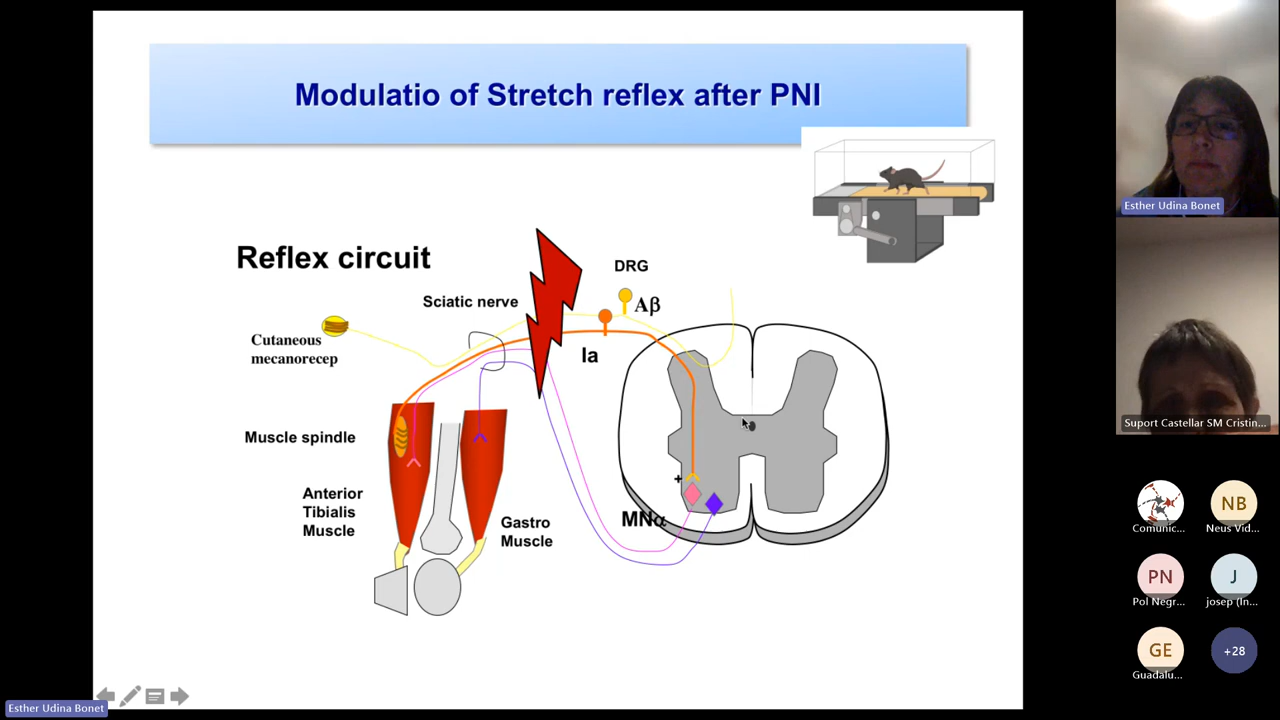 Modulatio of Stretch reflex after PNI
Reflex circuit
DRG
Sciatic nerve
Aβ
Cutaneous
mecanorecep
Ia
Muscle spindle
+
Anterior
Tibialis
Muscle
Gastro
Muscle
MNα
Esther Udina Bonet
Esther Udina Bonet
Suport Castellar SM Cristin...
Comunic...
NB
Neus Vid...
PN
Pol Negr...
J
josep (In...
GE
Guadalu...
+28